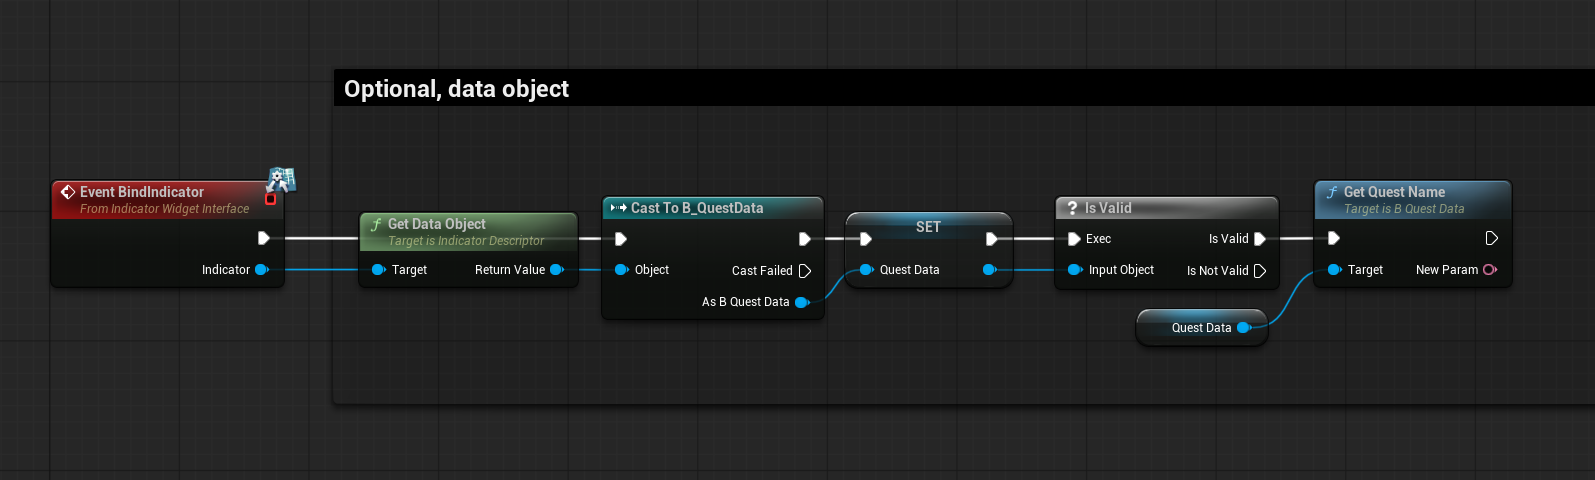 Optional, data object
Event BindIndicator
From Indicator Widget Interface
Indicator
Get Data Object
Target is Indicator Descriptor
Target
Return Value
Cast To B_QuestData
Object
Cast Failed
As B Quest Data
SET
Quest Data
? Is Valid
Exec
Is Valid
Input Object
Is Not Valid
Quest Data
f Get Quest Name
Target is B Quest Data
Target
New Param